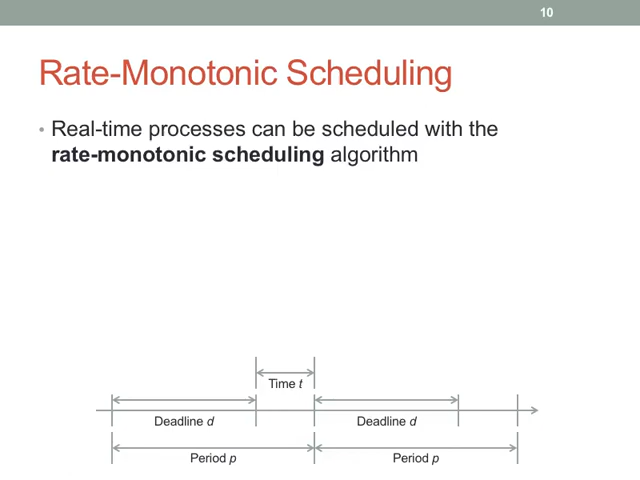 10
Rate-Monotonic Scheduling
• Real-time processes can be scheduled with the
rate-monotonic scheduling algorithm
Time t
Deadline d
Deadline d
Period p
Period p